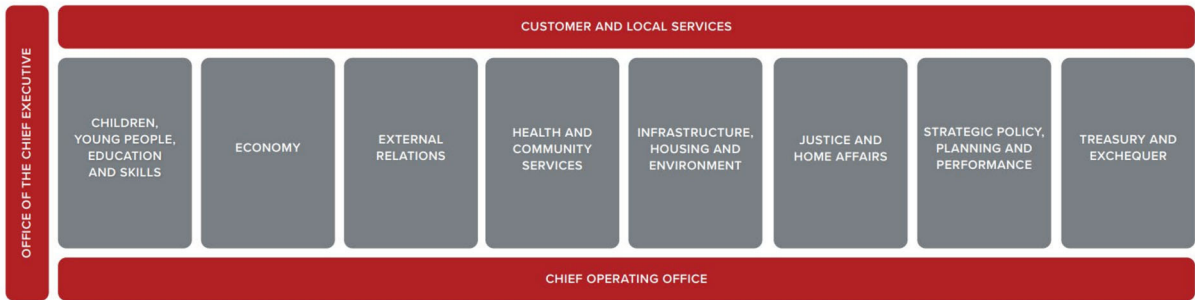 OFFICE OF THE CHIEF EXECUTIVE
CUSTOMER AND LOCAL SERVICES
CHILDREN,
YOUNG PEOPLE,
EDUCATION
AND SKILLS
ECONOMY
EXTERNAL
RELATIONS
HEALTH AND
COMMUNITY
SERVICES
INFRASTRUCTURE,
HOUSING AND
ENVIRONMENT
JUSTICE AND
HOME AFFAIRS
STRATEGIC POLICY,
PLANNING AND
PERFORMANCE
TREASURY AND
EXCHEQUER
CHIEF OPERATING OFFICE